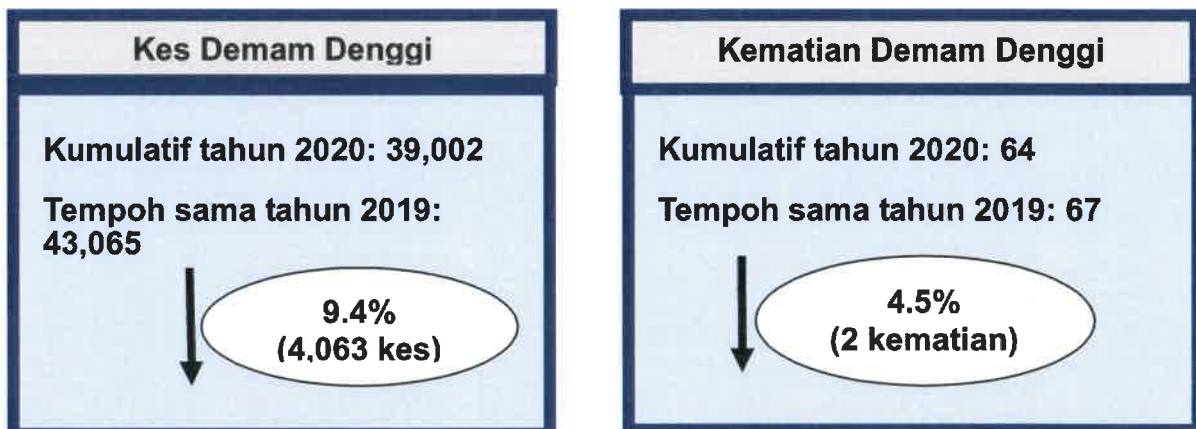 Kes Demam Denggi
Kumulatif tahun 2020: 39,002
Tempoh sama tahun 2019:
43,065
9.4%
(4,063 kes)
Kematian Demam Denggi
Kumulatif tahun 2020: 64
Tempoh sama tahun 2019: 67
4.5%
(2 kematian)